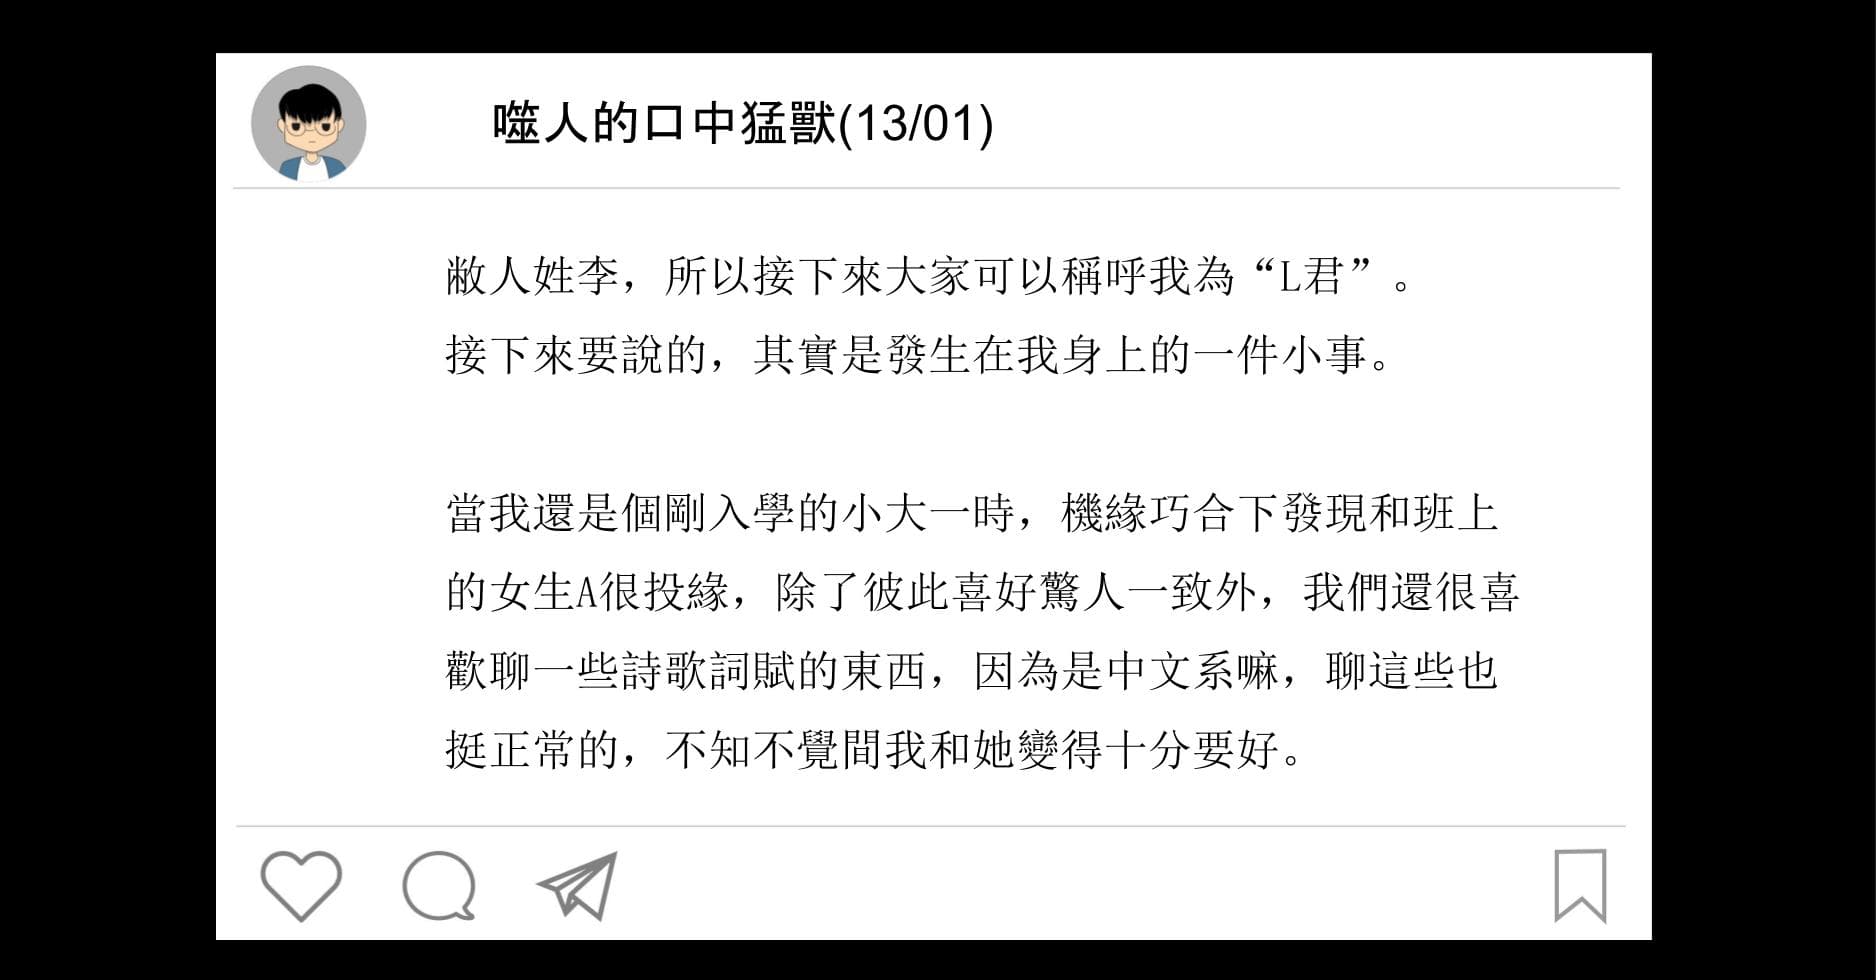 噬人的口中猛獸(13/01)
敝人姓李，所以接下來大家可以稱呼我為“L君”。
接下來要說的，其實是發生在我身上的一件小事。
當我還是個剛入學的小大一時，機緣巧合下發現和班上
的女生A很投緣，除了彼此喜好驚人一致外，我們還很喜
歡聊一些詩歌詞賦的東西，因為是中文系嘛，聊這些也
挺正常的，不知不覺間我和她變得十分要好。